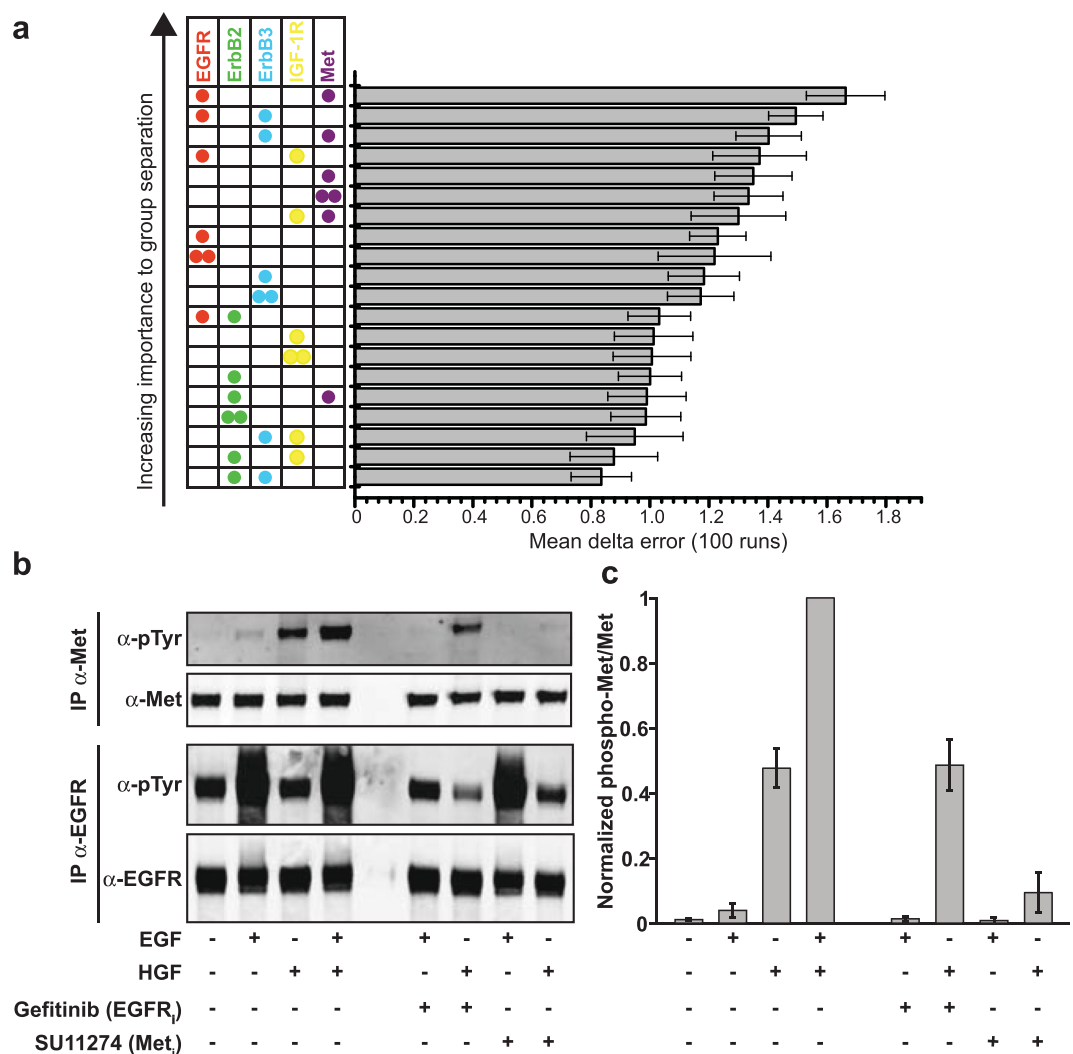 a
Increasing importance to group separation
EGFR ErbB2 ErbB3 IGF-1R Met
0 0.2 0.4 0.6 0.8 1.0 1.2 1.4 1.6 1.8
Mean delta error (100 runs)
b
IP α-Met
α-pTyr
α-Met
IP α-EGFR
α-pTyr
α-EGFR
EGF - + - + + - + -
HGF - - + + - + - +
Gefitinib (EGFRi) - - - - + + - -
SU11274 (Meti) - - - - - - + +
c
Normalized phospho-Met/Met
1
0.8
0.6
0.4
0.2
0
- + - + + - + -
- - + + - + - +
- - - - + + - -
- - - - - - + +